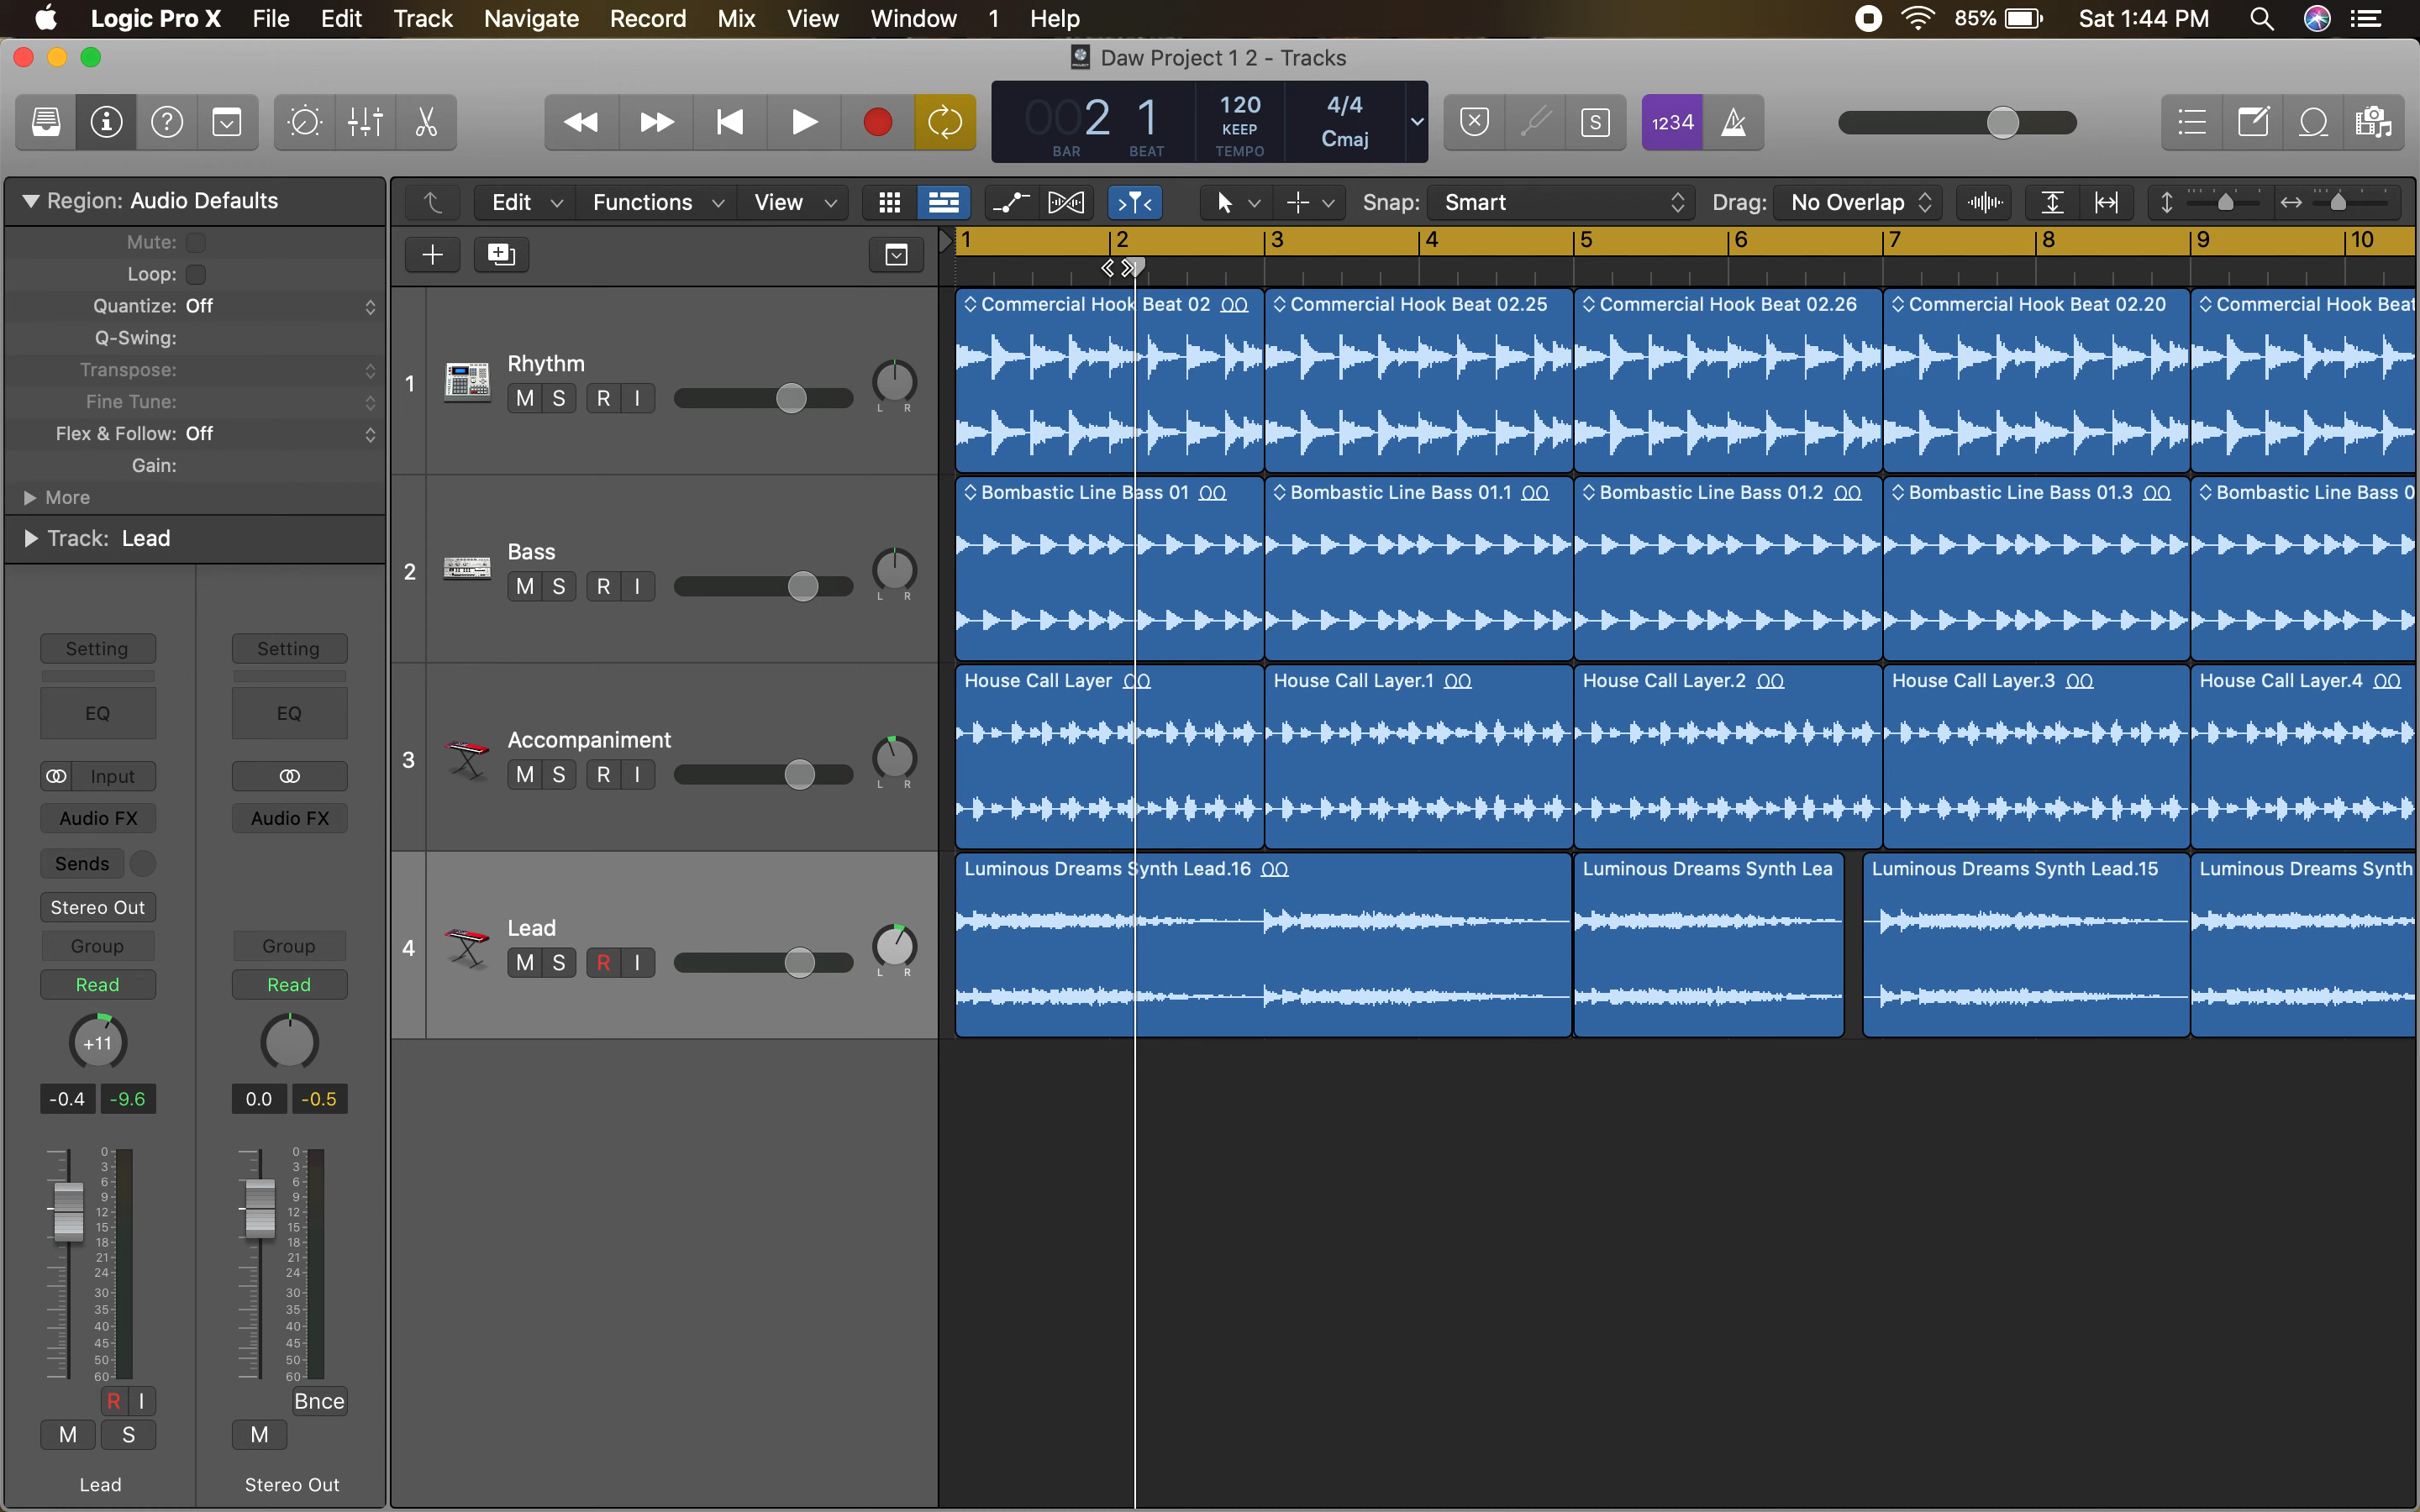 Logic Pro X File Edit Track Navigate Record Mix View Window 1 Help 85% Sat 1:44 PM
Daw Project 1 2 - Tracks
002 1 120 4/4
KEEP Cmaj
BAR BEAT TEMPO
S 1234
Region: Audio Defaults
Edit Functions View Snap: Smart Drag: No Overlap
Mute:
Loop:
Quantize: Off
Q-Swing:
Transpose:
Fine Tune:
Flex & Follow: Off
Gain:
More
Track: Lead
1 2 3 4 5 6 7 8 9 10
1 Rhythm
M S R I
L R
Commercial Hook Beat 02 Commercial Hook Beat 02.25 Commercial Hook Beat 02.26 Commercial Hook Beat 02.20 Commercial Hook Beat
2 Bass
M S R I
L R
Bombastic Line Bass 01 Bombastic Line Bass 01.1 Bombastic Line Bass 01.2 Bombastic Line Bass 01.3 Bombastic Line Bass 0
3 Accompaniment
M S R I
L R
House Call Layer House Call Layer.1 House Call Layer.2 House Call Layer.3 House Call Layer.4
4 Lead
M S R I
L R
Luminous Dreams Synth Lead.16 Luminous Dreams Synth Lea Luminous Dreams Synth Lead.15 Luminous Dreams Synth
Setting Setting
EQ EQ
Input
Audio FX Audio FX
Sends
Stereo Out
Group Group
Read Read
+11
-0.4 -9.6 0.0 -0.5
0 0
3 3
6 6
9 9
12 12
15 15
18 18
21 21
24 24
30 30
35 35
40 40
45 45
50 50
60 60
R I Bnce
M S M
Lead Stereo Out